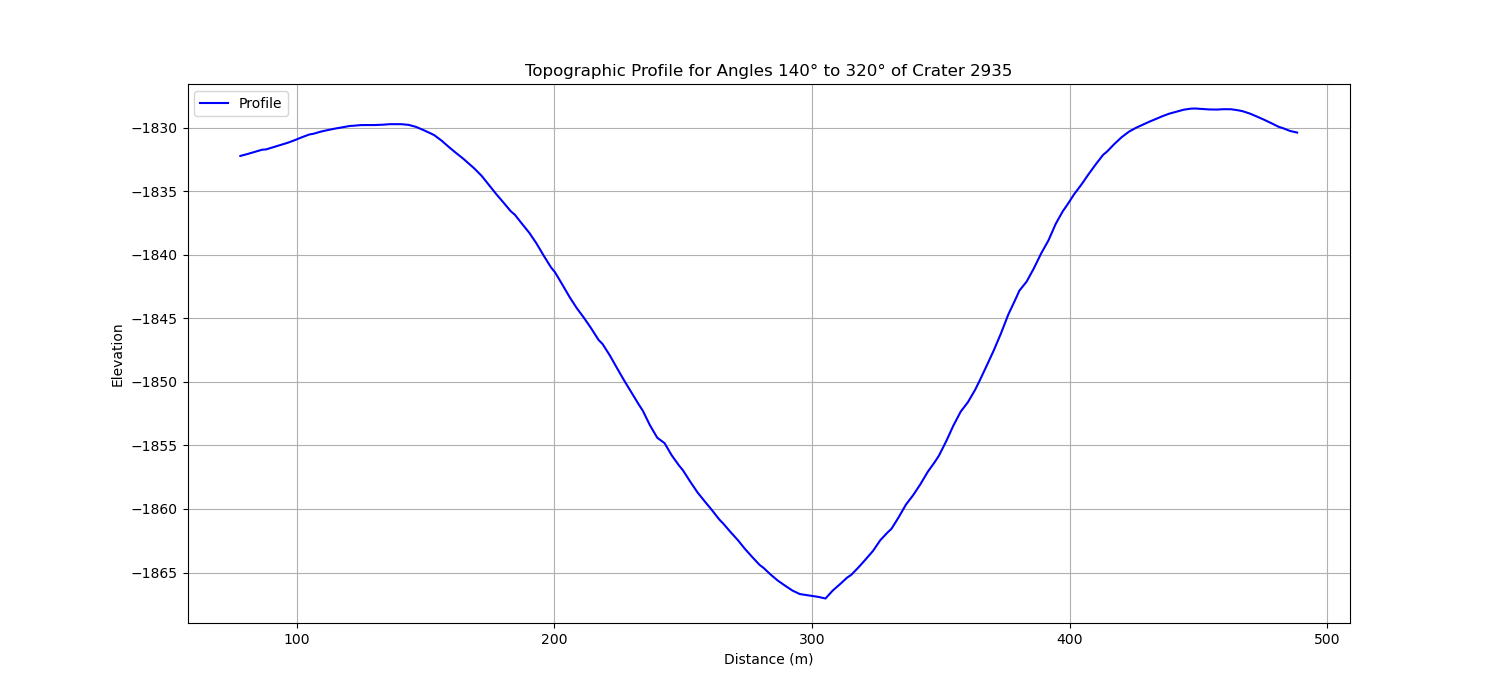 Topographic Profile for Angles 140° to 320° of Crater 2935
Profile
−1830
−1835
−1840
−1845
−1850
−1855
−1860
−1865
Elevation
100 200 300 400 500
Distance (m)